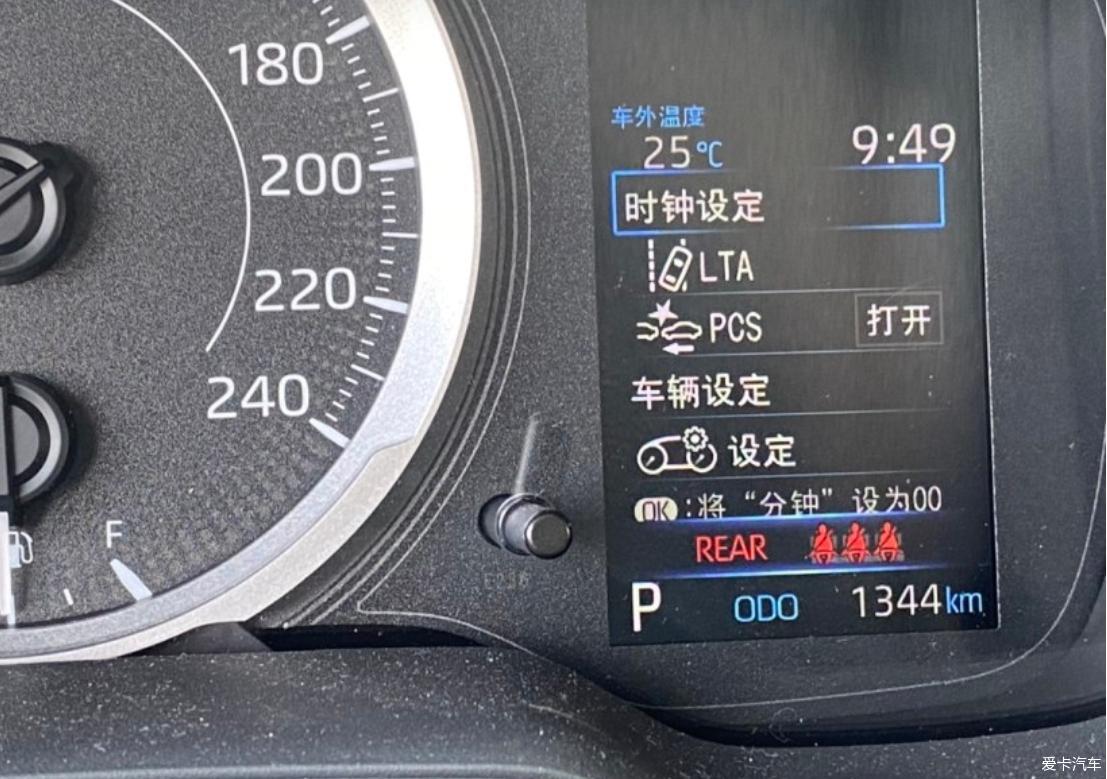 180
200
220
240
F
E236
车外温度
25℃ 9:49
时钟设定
LTA
PCS 打开
车辆设定
设定
OK:将“分钟”设为00
REAR
P ODO 1344km
爱卡汽车